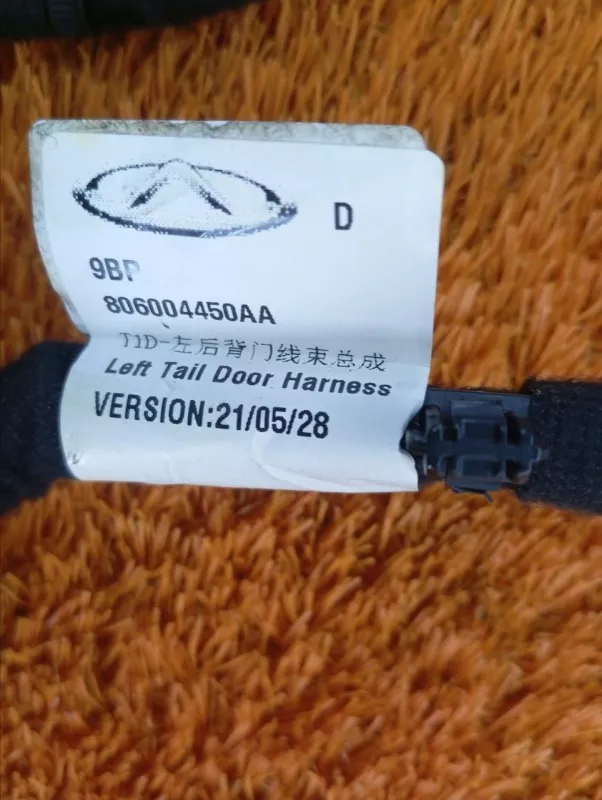 D
9BP
806004450AA
T1D-左后背门线束总成
Left Tail Door Harness
VERSION:21/05/28